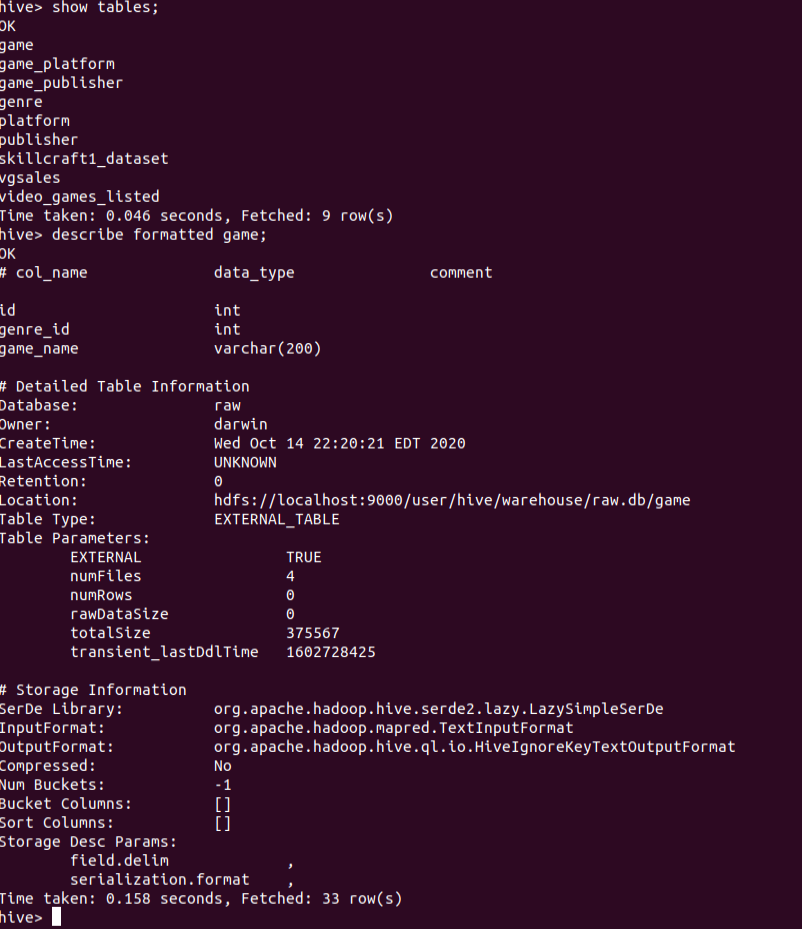 hive> show tables;
OK
game
game_platform
game_publisher
genre
platform
publisher
skillcraft1_dataset
vgsales
video_games_listed
Time taken: 0.046 seconds, Fetched: 9 row(s)
hive> describe formatted game;
OK
# col_name data_type comment
id int
genre_id int
game_name varchar(200)
# Detailed Table Information
Database: raw
Owner: darwin
CreateTime: Wed Oct 14 22:20:21 EDT 2020
LastAccessTime: UNKNOWN
Retention: 0
Location: hdfs://localhost:9000/user/hive/warehouse/raw.db/game
Table Type: EXTERNAL_TABLE
Table Parameters:
EXTERNAL TRUE
numFiles 4
numRows 0
rawDataSize 0
totalSize 375567
transient_lastDdlTime 1602728425
# Storage Information
SerDe Library: org.apache.hadoop.hive.serde2.lazy.LazySimpleSerDe
InputFormat: org.apache.hadoop.mapred.TextInputFormat
OutputFormat: org.apache.hadoop.hive.ql.io.HiveIgnoreKeyTextOutputFormat
Compressed: No
Num Buckets: -1
Bucket Columns: []
Sort Columns: []
Storage Desc Params:
field.delim ,
serialization.format ,
Time taken: 0.158 seconds, Fetched: 33 row(s)
hive>